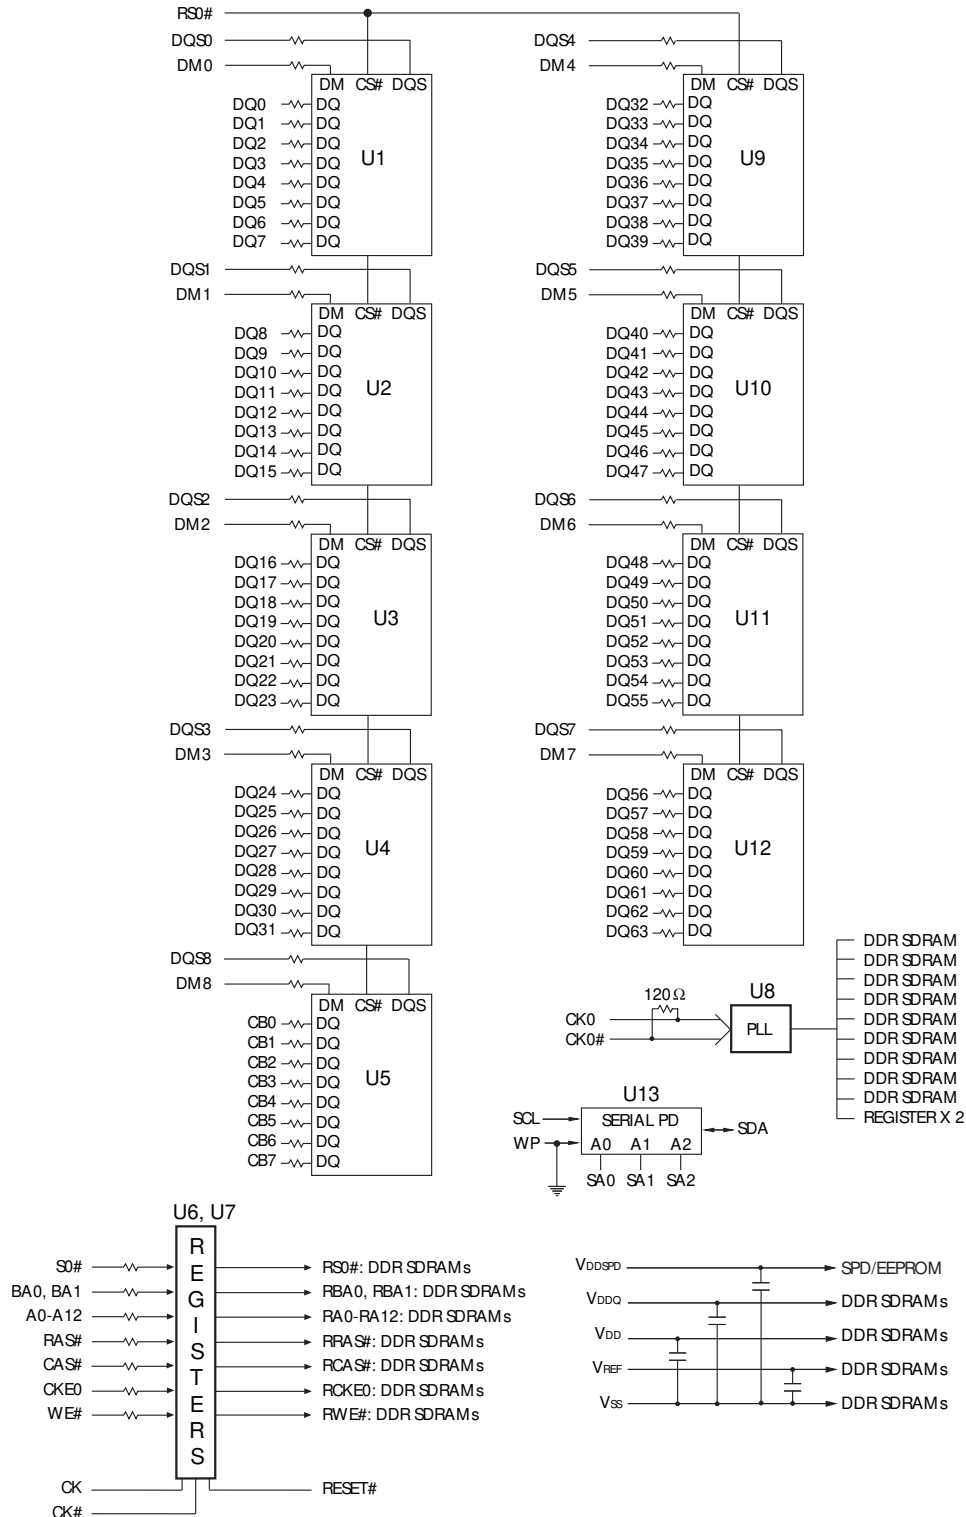 RS0#
DQS0
DM0
DM CS# DQS
DQ0 DQ
DQ1 DQ
DQ2 DQ
DQ3 DQ
DQ4 DQ
DQ5 DQ
DQ6 DQ
DQ7 DQ
U1
DQS1
DM1
DM CS# DQS
DQ8 DQ
DQ9 DQ
DQ10 DQ
DQ11 DQ
DQ12 DQ
DQ13 DQ
DQ14 DQ
DQ15 DQ
U2
DQS2
DM2
DM CS# DQS
DQ16 DQ
DQ17 DQ
DQ18 DQ
DQ19 DQ
DQ20 DQ
DQ21 DQ
DQ22 DQ
DQ23 DQ
U3
DQS3
DM3
DM CS# DQS
DQ24 DQ
DQ25 DQ
DQ26 DQ
DQ27 DQ
DQ28 DQ
DQ29 DQ
DQ30 DQ
DQ31 DQ
U4
DQS8
DM8
DM CS# DQS
CB0 DQ
CB1 DQ
CB2 DQ
CB3 DQ
CB4 DQ
CB5 DQ
CB6 DQ
CB7 DQ
U5
DQS4
DM4
DM CS# DQS
DQ32 DQ
DQ33 DQ
DQ34 DQ
DQ35 DQ
DQ36 DQ
DQ37 DQ
DQ38 DQ
DQ39 DQ
U9
DQS5
DM5
DM CS# DQS
DQ40 DQ
DQ41 DQ
DQ42 DQ
DQ43 DQ
DQ44 DQ
DQ45 DQ
DQ46 DQ
DQ47 DQ
U10
DQS6
DM6
DM CS# DQS
DQ48 DQ
DQ49 DQ
DQ50 DQ
DQ51 DQ
DQ52 DQ
DQ53 DQ
DQ54 DQ
DQ55 DQ
U11
DQS7
DM7
DM CS# DQS
DQ56 DQ
DQ57 DQ
DQ58 DQ
DQ59 DQ
DQ60 DQ
DQ61 DQ
DQ62 DQ
DQ63 DQ
U12
120Ω
CK0
CK0#
U8
PLL
DDR SDRAM
DDR SDRAM
DDR SDRAM
DDR SDRAM
DDR SDRAM
DDR SDRAM
DDR SDRAM
DDR SDRAM
DDR SDRAM
REGISTER X 2
U13
SCL
WP
SERIAL PD
A0 A1 A2
SDA
SA0 SA1 SA2
U6, U7
REGISTERS
S0# RS0#: DDR SDRAMs
BA0, BA1 RBA0, RBA1: DDR SDRAMs
A0-A12 RA0-RA12: DDR SDRAMs
RAS# RRAS#: DDR SDRAMs
CAS# RCAS#: DDR SDRAMs
CKE0 RCKE0: DDR SDRAMs
WE# RWE#: DDR SDRAMs
CK RESET#
CK#
VDDSPD SPD/EEPROM
VDDQ DDR SDRAMs
VDD DDR SDRAMs
VREF DDR SDRAMs
VSS DDR SDRAMs